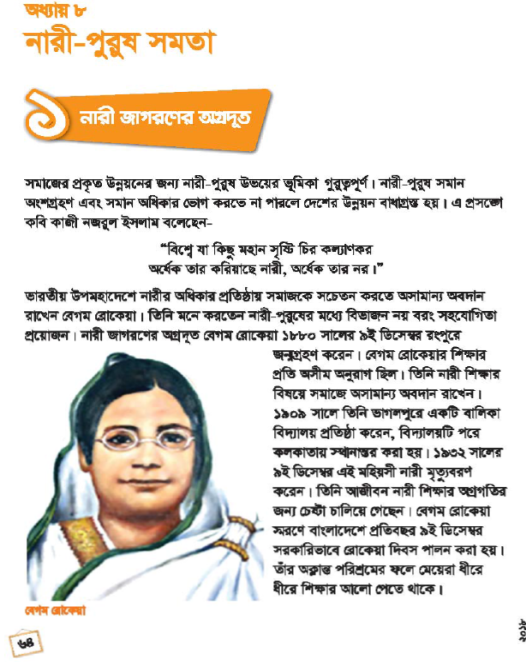 অধ্যায় ৮
নারী-পুরুষ সমতা
১ নারী জাগরণের অগ্রদূত
সমাজের প্রকৃত উন্নয়নের জন্য নারী-পুরুষ উভয়ের ভূমিকা গুরুত্বপূর্ণ। নারী-পুরুষ সমান
অংশগ্রহণ এবং সমান অধিকার ভোগ করতে না পারলে দেশের উন্নয়ন বাধাগ্রস্ত হয়। এ প্রসঙ্গে
কবি কাজী নজরুল ইসলাম বলেছেন-
“বিশ্বে যা কিছু মহান সৃষ্টি চির কল্যাণকর
অর্ধেক তার করিয়াছে নারী, অর্ধেক তার নর।”
ভারতীয় উপমহাদেশে নারীর অধিকার প্রতিষ্ঠায় সমাজকে সচেতন করতে অসামান্য অবদান
রাখেন বেগম রোকেয়া। তিনি মনে করতেন নারী-পুরুষের মধ্যে বিভাজন নয় বরং সহযোগিতা
প্রয়োজন। নারী জাগরণের অগ্রদূত বেগম রোকেয়া ১৮৮০ সালের ৯ই ডিসেম্বর রংপুরে
জন্মগ্রহণ করেন। বেগম রোকেয়ার শিক্ষার
প্রতি অসীম অনুরাগ ছিল। তিনি নারী শিক্ষার
বিষয়ে সমাজে অসামান্য অবদান রাখেন।
১৯০৯ সালে তিনি ভাগলপুরে একটি বালিকা
বিদ্যালয় প্রতিষ্ঠা করেন, বিদ্যালয়টি পরে
কলকাতায় স্থানান্তর করা হয়। ১৯৩২ সালের
৯ই ডিসেম্বর এই মহিয়সী নারী মৃত্যুবরণ
করেন। তিনি আজীবন নারী শিক্ষার অগ্রগতির
জন্য চেষ্টা চালিয়ে গেছেন। বেগম রোকেয়া
স্মরণে বাংলাদেশে প্রতিবছর ৯ই ডিসেম্বর
সরকারিভাবে রোকেয়া দিবস পালন করা হয়।
তাঁর অক্লান্ত পরিশ্রমের ফলে মেয়েরা ধীরে
ধীরে শিক্ষার আলো পেতে থাকে।
বেগম রোকেয়া
৬৪
২০১৮